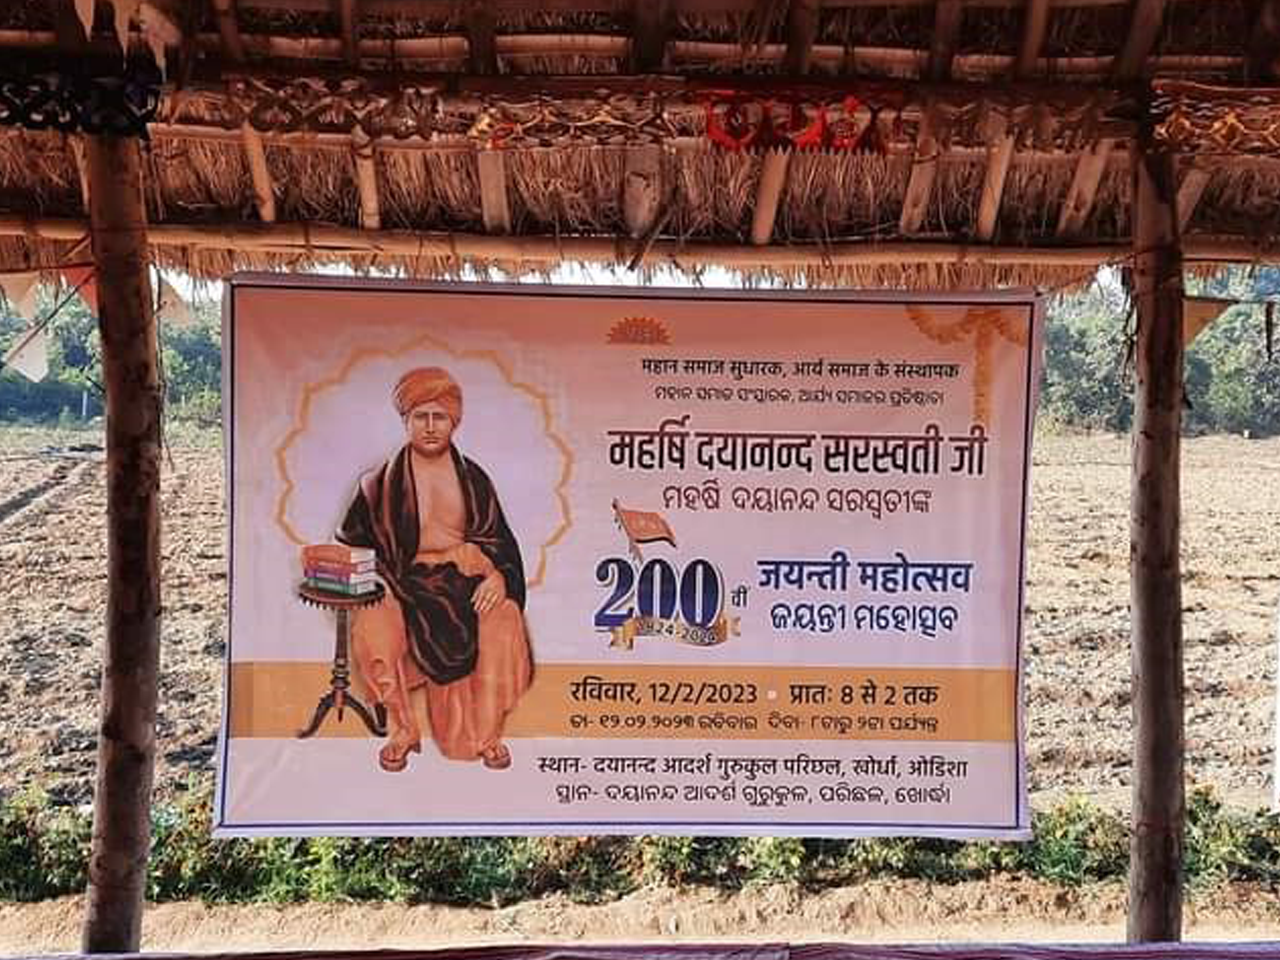 महान समाज सुधारक, आर्य समाज के संस्थापक
ମହାନ ସମାଜ ସଂସ୍କାରକ, ଆର୍ଯ୍ୟ ସମାଜର ପ୍ରତିଷ୍ଠାତା
महर्षि दयानन्द सरस्वती जी
ମହର୍ଷି ଦୟାନନ୍ଦ ସରସ୍ୱତୀଙ୍କ
200 वीं जयन्ती महोत्सव
ଜୟନ୍ତୀ ମହୋତ୍ସବ
रविवार, 12/2/2023 • प्रातः 8 से 2 तक
ତା- ୧୨.୦୨.୨୦୨୩ ରବିବାର ଦିବା- ୮ଟାରୁ ୨ଟା ପର୍ଯ୍ୟନ୍ତ
स्थान- दयानन्द आदर्श गुरुकुल परिछल, खोर्धा, ओडिशा
ସ୍ଥାନ- ଦୟାନନ୍ଦ ଆଦର୍ଶ ଗୁରୁକୁଳ, ପରିଛଳ, ଖୋର୍ଦ୍ଧା